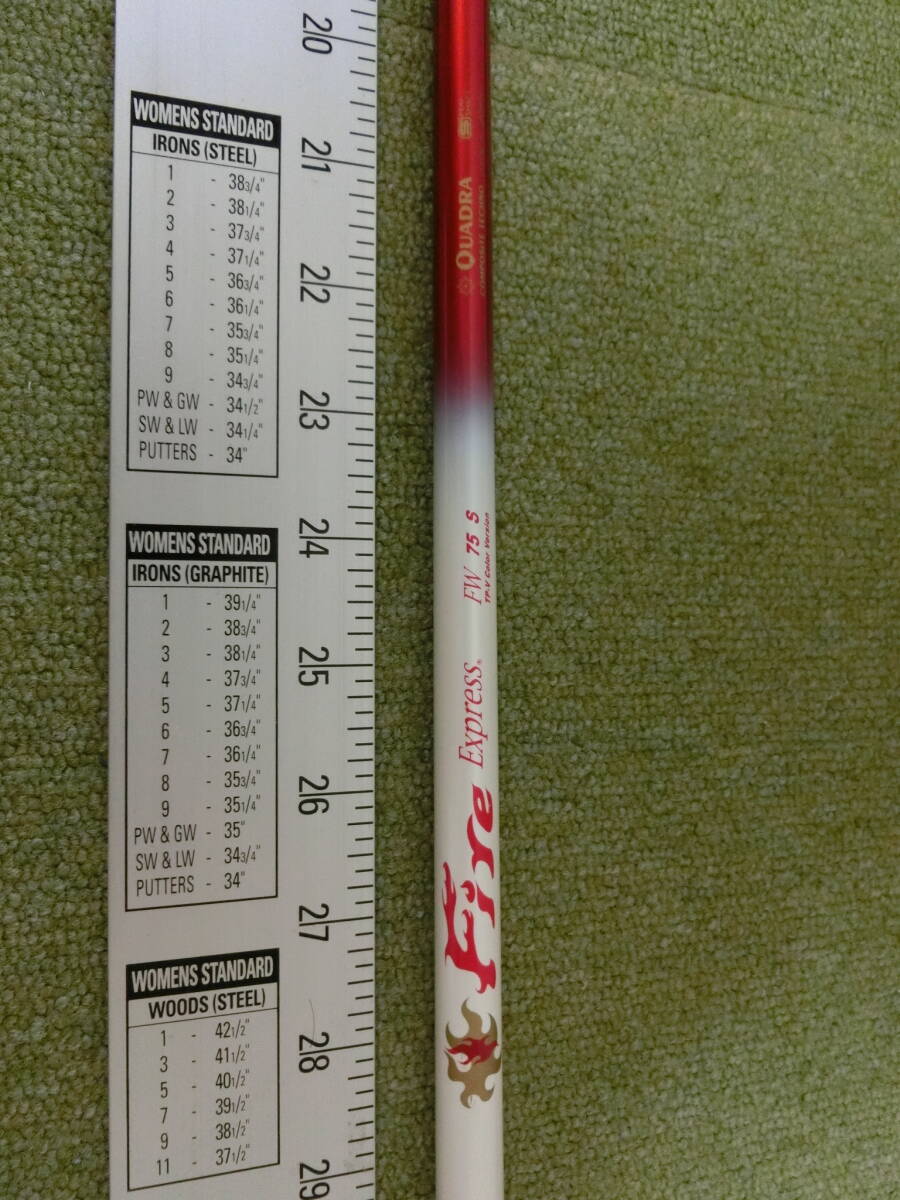 20
21
22
23
24
25
26
27
28
29
WOMENS STANDARD
IRONS (STEEL)
1 - 38 3/4"
2 - 38 1/4"
3 - 37 3/4"
4 - 37 1/4"
5 - 36 3/4"
6 - 36 1/4"
7 - 35 3/4"
8 - 35 1/4"
9 - 34 3/4"
PW & GW - 34 1/2"
SW & LW - 34 1/4"
PUTTERS - 34"
WOMENS STANDARD
IRONS (GRAPHITE)
1 - 39 1/4"
2 - 38 3/4"
3 - 38 1/4"
4 - 37 3/4"
5 - 37 1/4"
6 - 36 3/4"
7 - 36 1/4"
8 - 35 3/4"
9 - 35 1/4"
PW & GW - 35"
SW & LW - 34 3/4"
PUTTERS - 34"
WOMENS STANDARD
WOODS (STEEL)
1 - 42 1/2"
3 - 41 1/2"
5 - 40 1/2"
7 - 39 1/2"
9 - 38 1/2"
11 - 37 1/2"
Fire Express® FW 75 S
TP-V Color Version
QUADRA S
COMPOSITE TECHNO